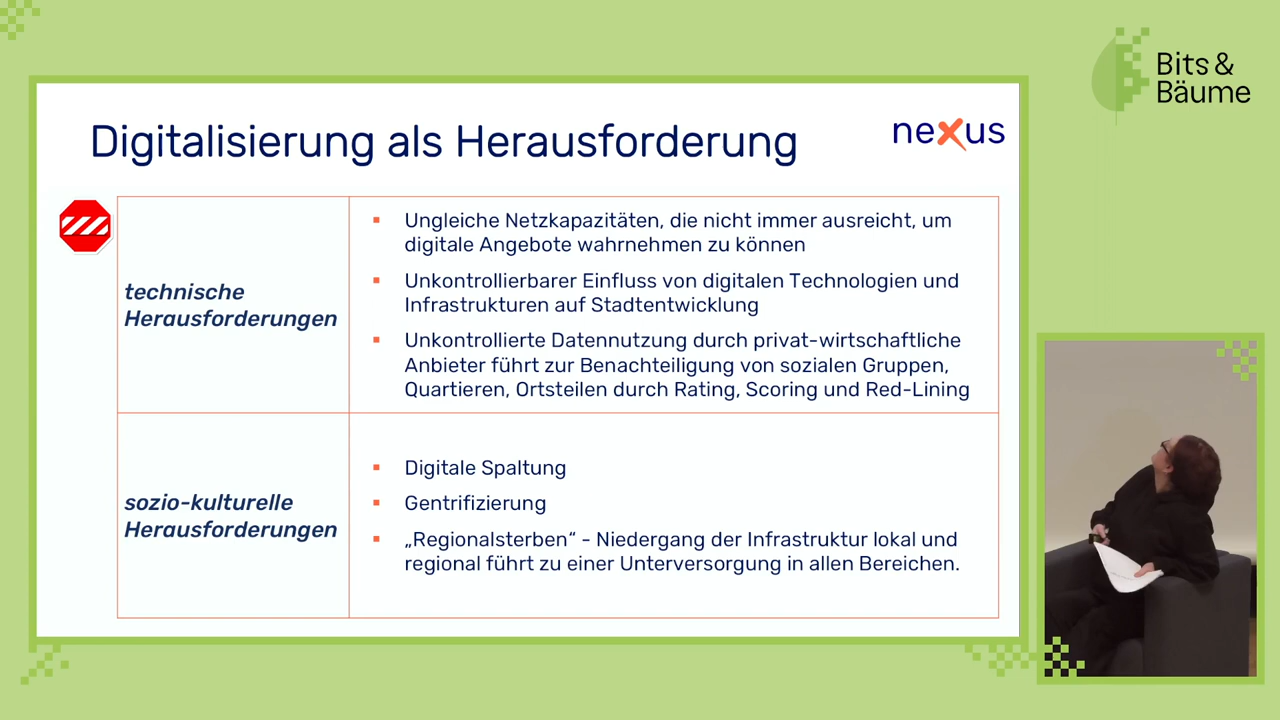 Bits &
Bäume
Digitalisierung als Herausforderung
nexus
technische
Herausforderungen
Ungleiche Netzkapazitäten, die nicht immer ausreicht, um
digitale Angebote wahrnehmen zu können
Unkontrollierbarer Einfluss von digitalen Technologien und
Infrastrukturen auf Stadtentwicklung
Unkontrollierte Datennutzung durch privat-wirtschaftliche
Anbieter führt zur Benachteiligung von sozialen Gruppen,
Quartieren, Ortsteilen durch Rating, Scoring und Red-Lining
sozio-kulturelle
Herausforderungen
Digitale Spaltung
Gentrifizierung
„Regionalsterben“ - Niedergang der Infrastruktur lokal und
regional führt zu einer Unterversorgung in allen Bereichen.